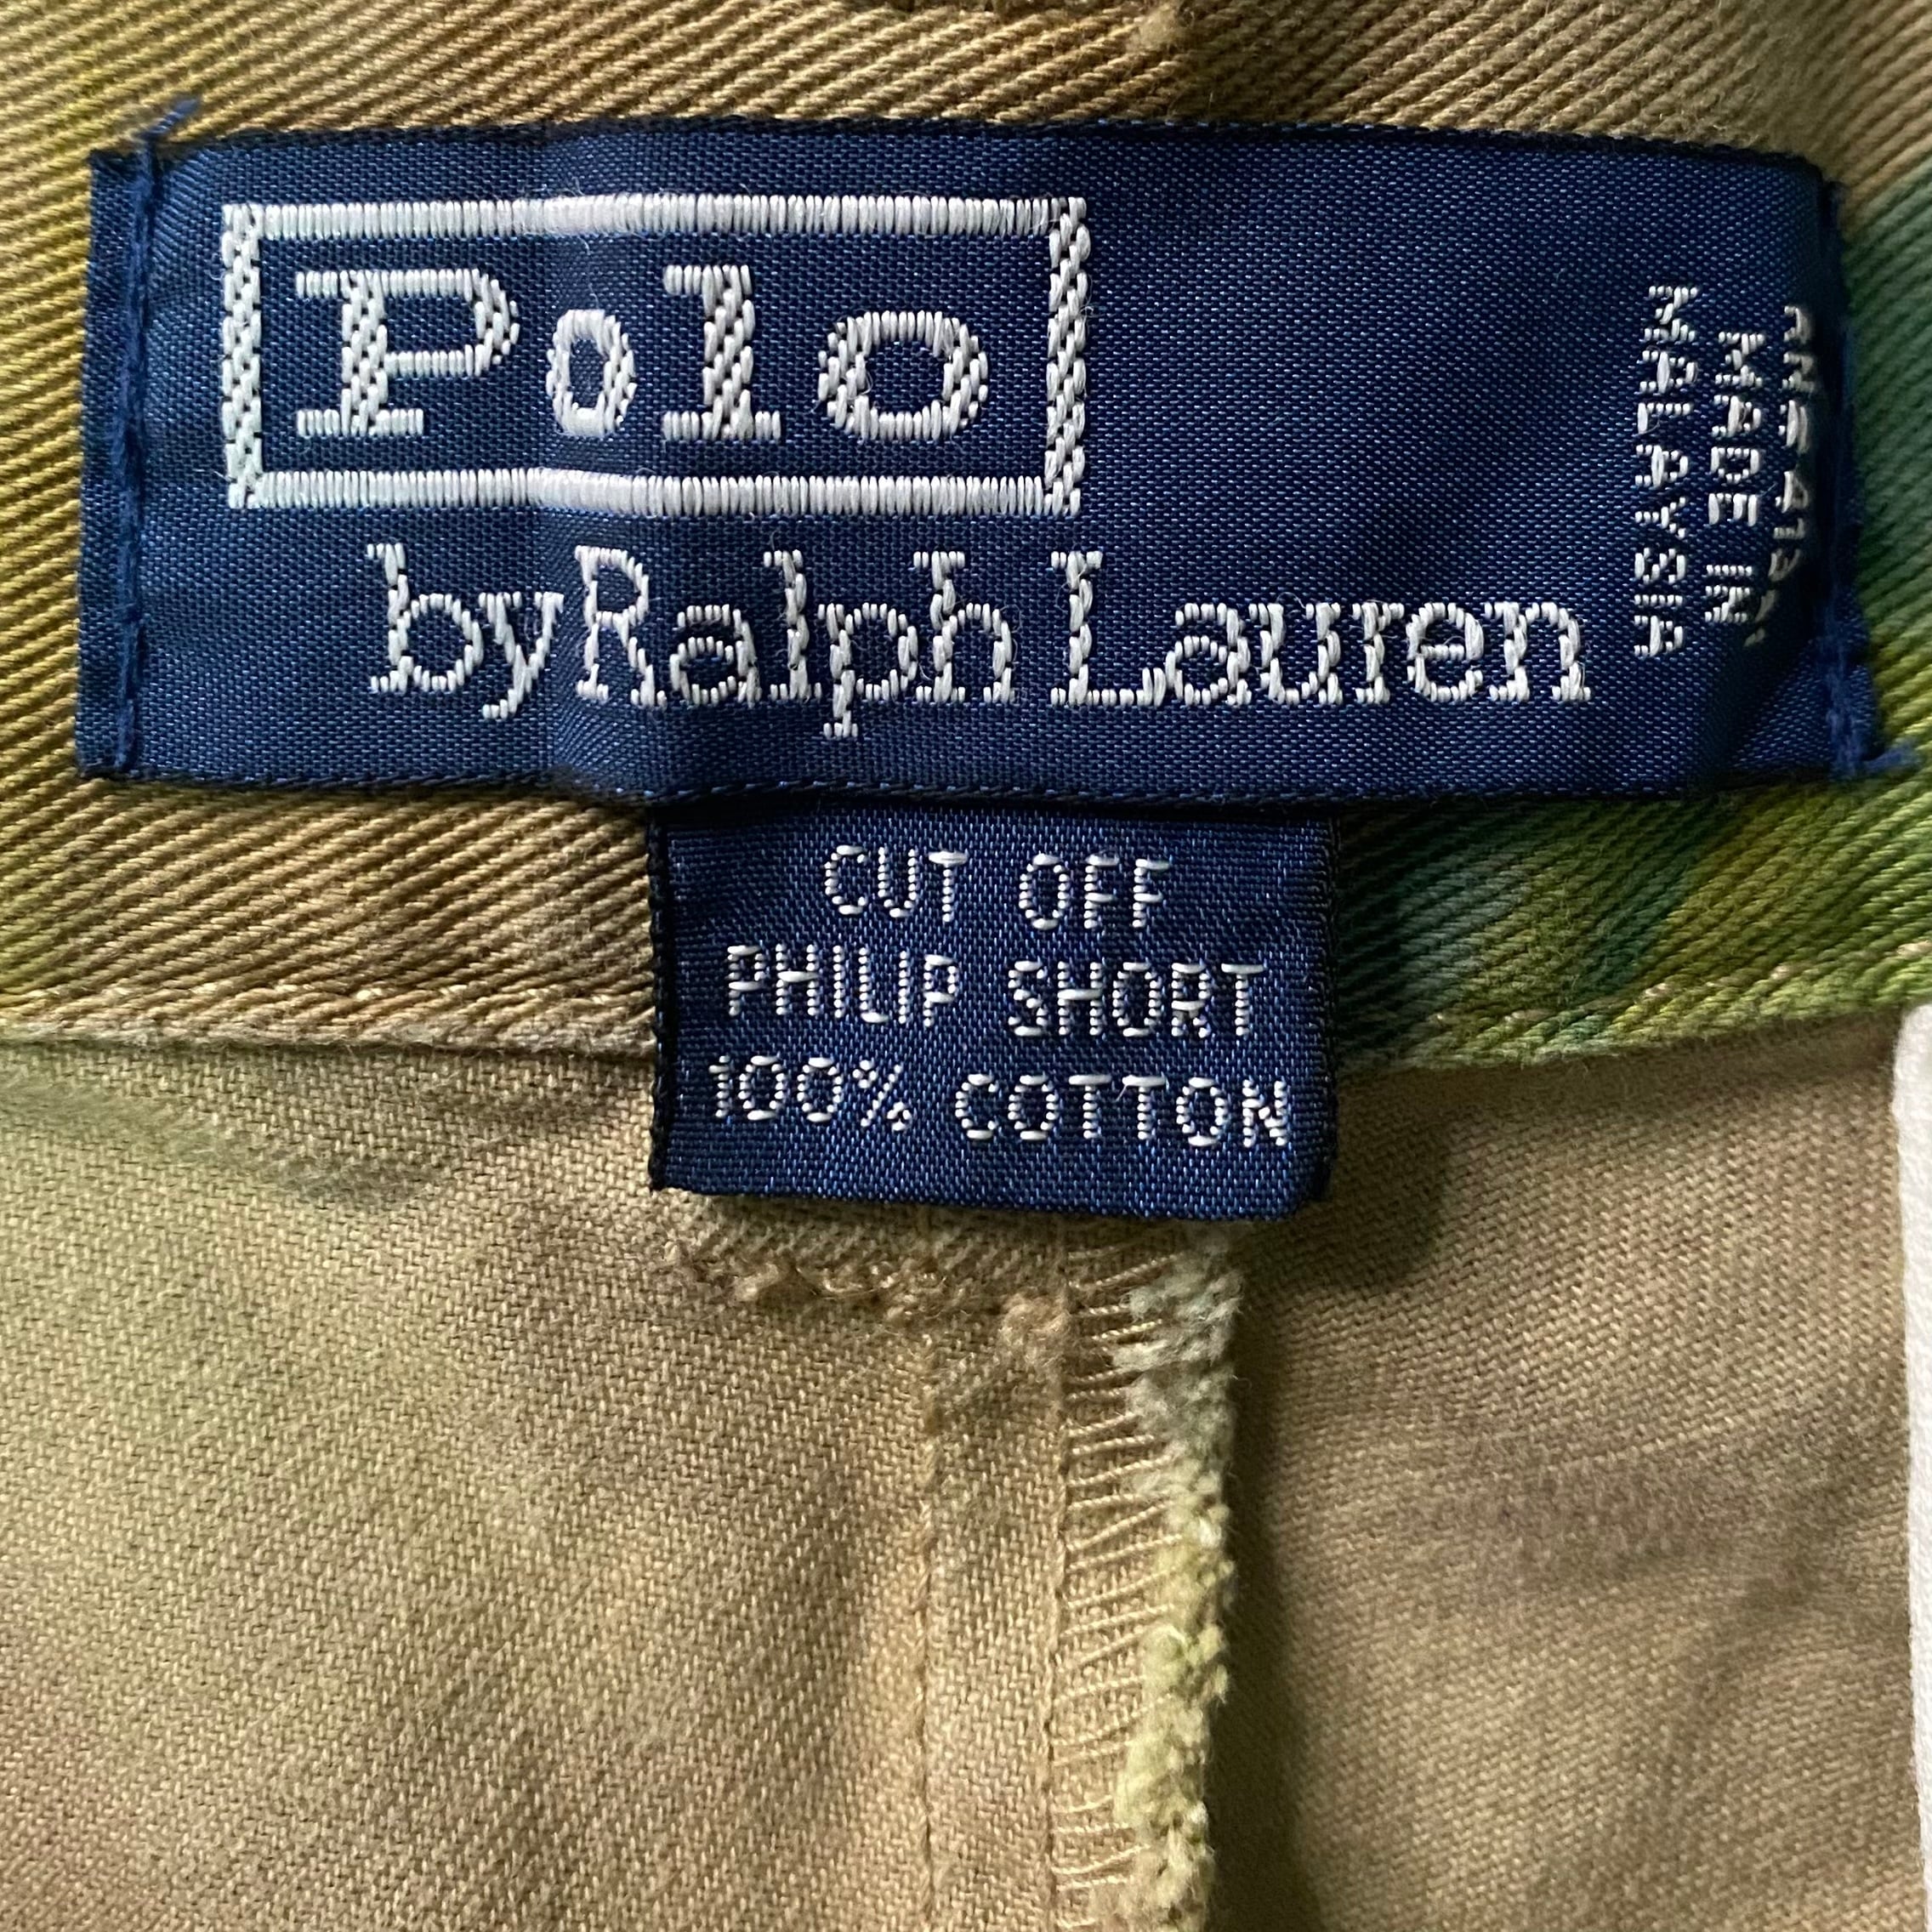 Polo
by Ralph Lauren
MADE IN
MALAYSIA
CUT OFF
PHILIP SHORT
100% COTTON